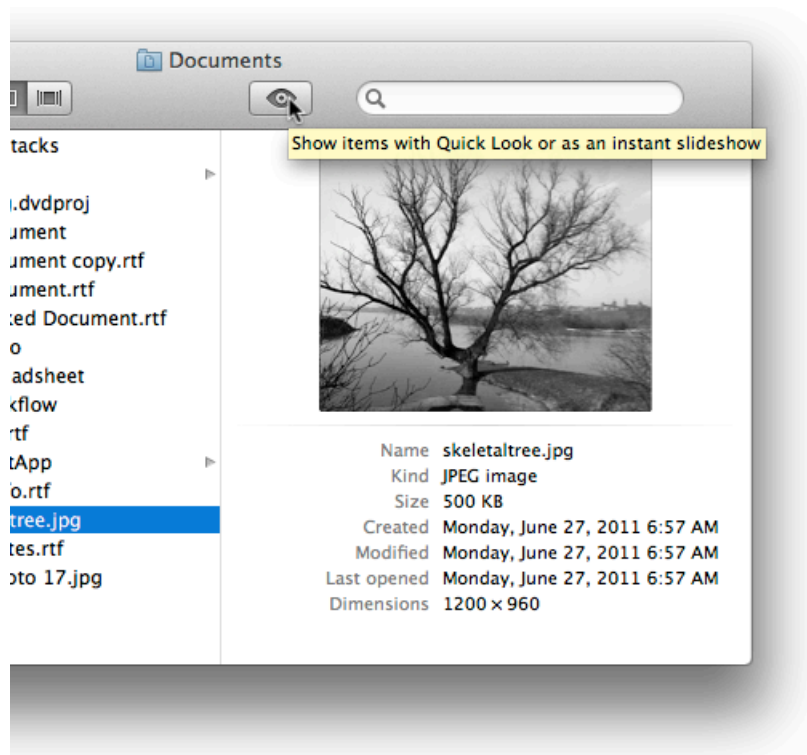 Documents
Show items with Quick Look or as an instant slideshow
tacks
.dvdproj
ument
ument copy.rtf
ument.rtf
ked Document.rtf
o
adsheet
kflow
rtf
tApp
o.rtf
tree.jpg
tes.rtf
oto 17.jpg
Name skeletaltree.jpg
Kind JPEG image
Size 500 KB
Created Monday, June 27, 2011 6:57 AM
Modified Monday, June 27, 2011 6:57 AM
Last opened Monday, June 27, 2011 6:57 AM
Dimensions 1200 × 960